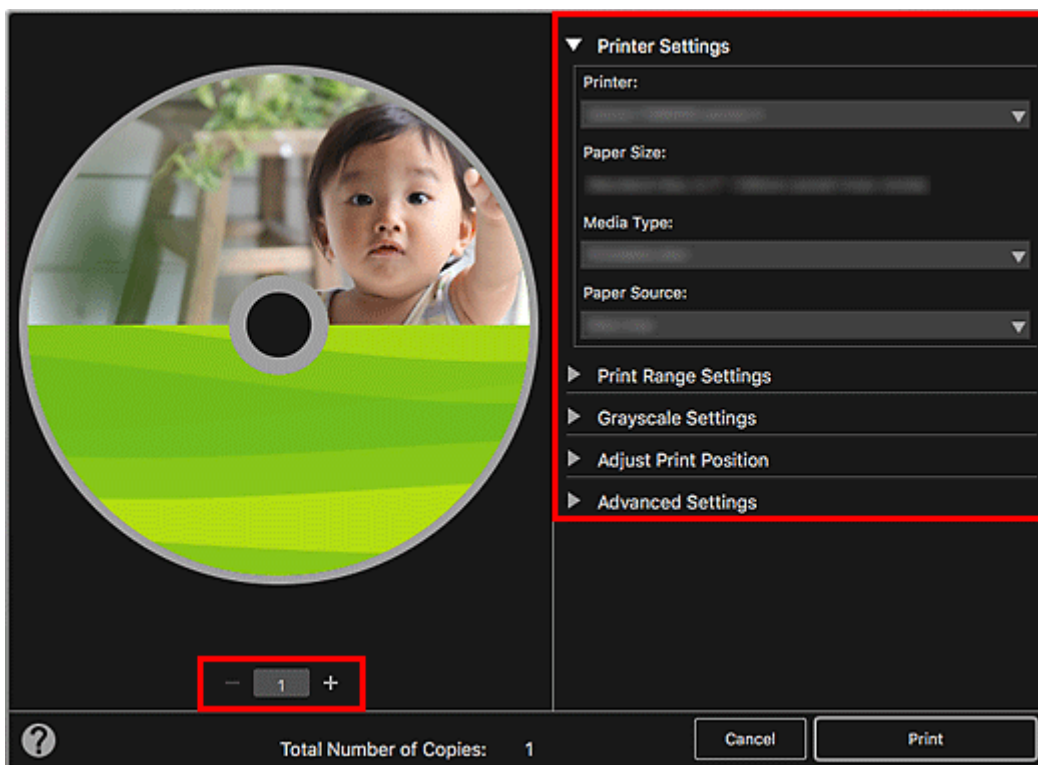 Printer Settings
Printer:
Paper Size:
Media Type:
Paper Source:
Print Range Settings
Grayscale Settings
Adjust Print Position
Advanced Settings
1
Total Number of Copies: 1
Cancel
Print